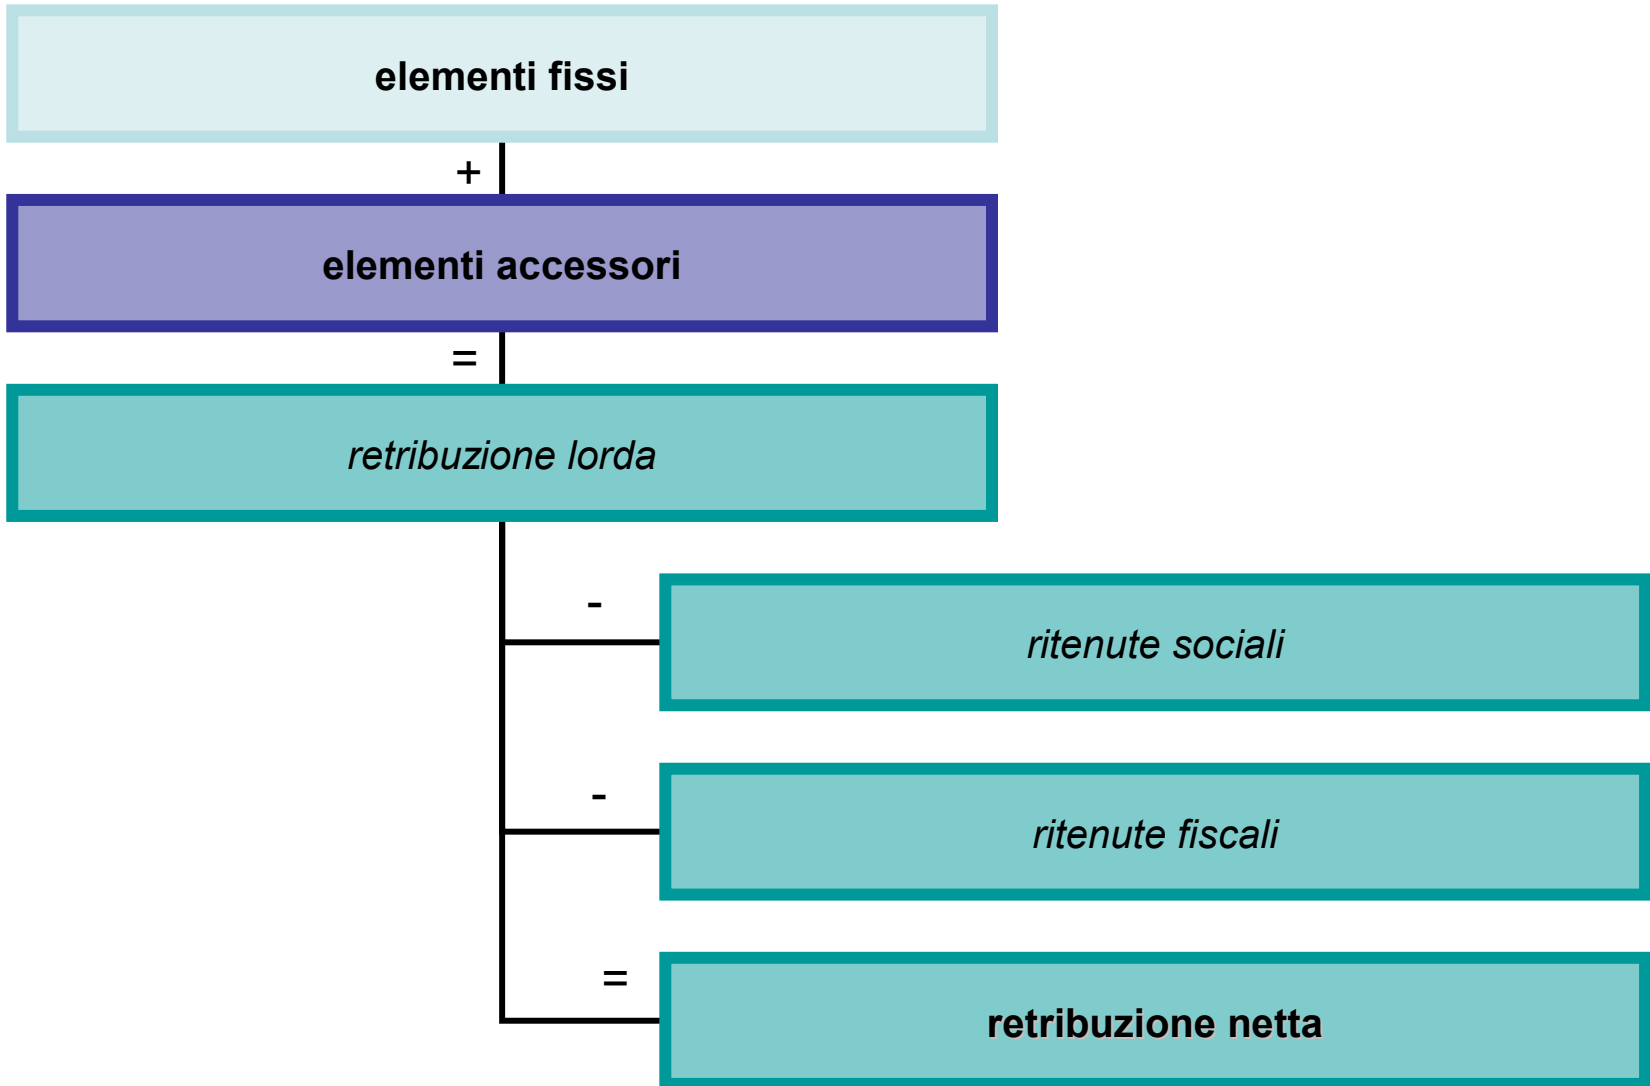 elementi fissi
+
elementi accessori
=
retribuzione lorda
-
ritenute sociali
-
ritenute fiscali
=
retribuzione netta